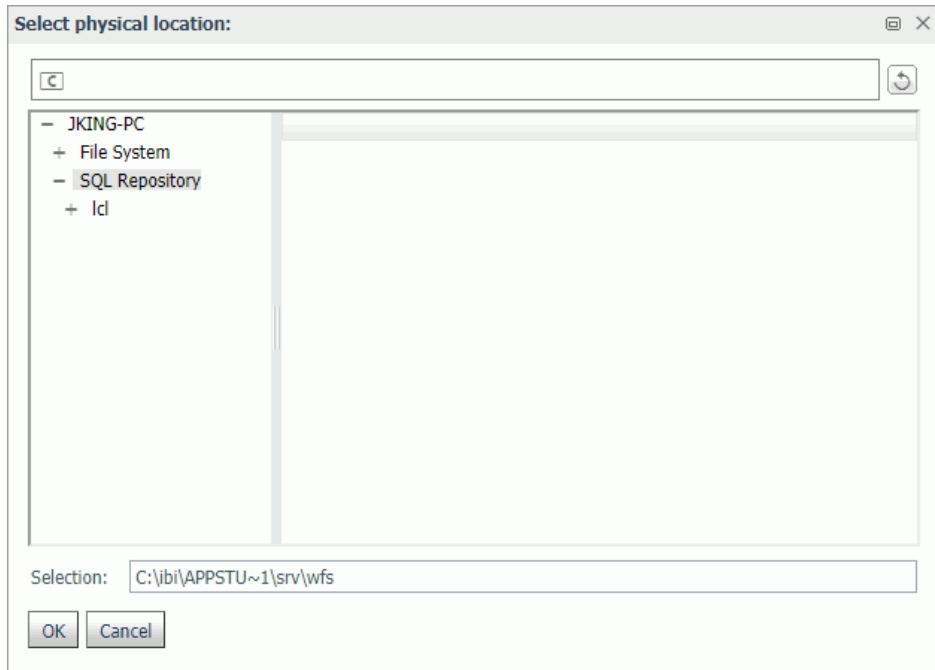 Select physical location:
C
JKING-PC
File System
SQL Repository
lcl
Selection: C:\ibi\APPSTU~1\srv\wfs
OK Cancel